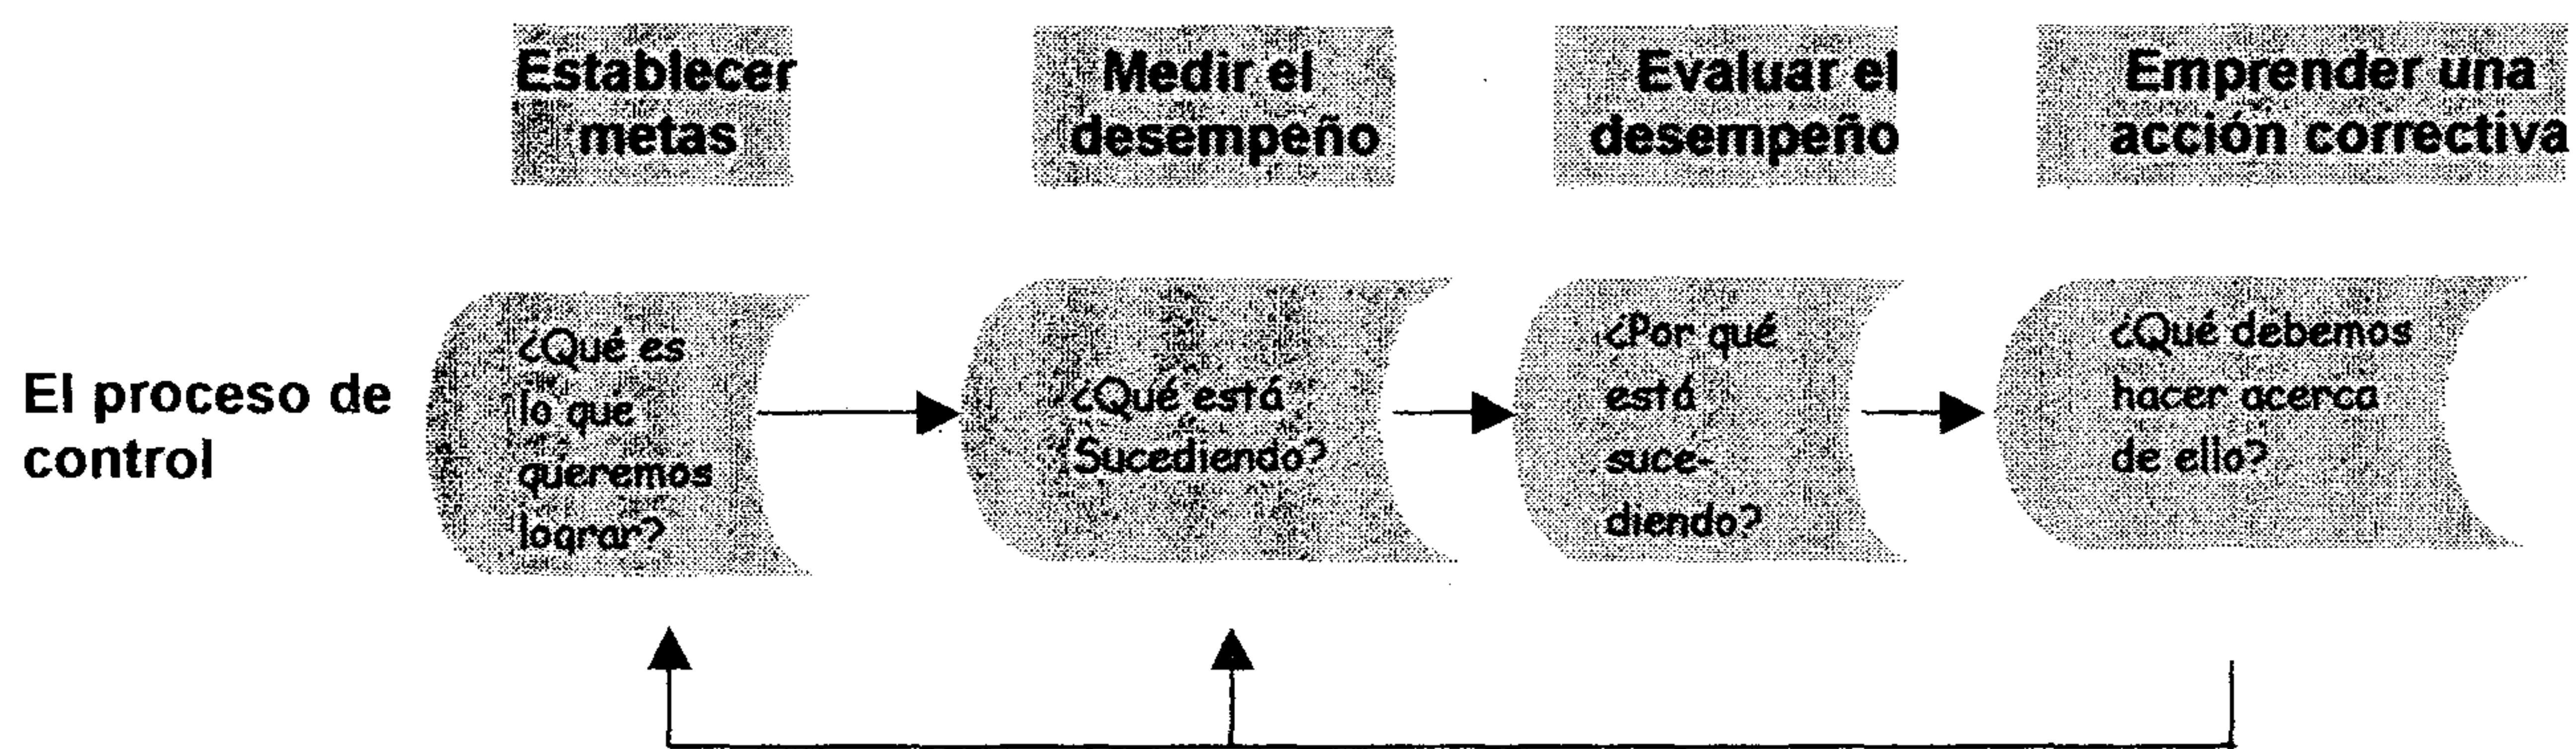 Establecer
metas
Medir el
desempeño
Evaluar el
desempeño
Emprender una
acción correctiva
El proceso de
control
¿Qué es
lo que
queremos
lograr?
¿Qué está
Sucediendo?
¿Por qué
está
suce-
diendo?
¿Qué debemos
hacer acerca
de ello?